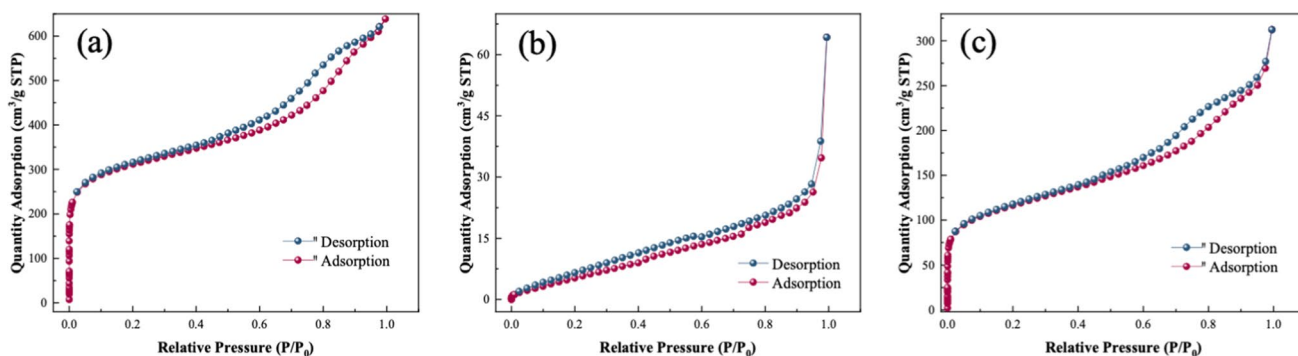 (a)
Quantity Adsorption (cm³/g STP)
600
500
400
300
200
100
0
" Desorption
" Adsorption
0.0 0.2 0.4 0.6 0.8 1.0
Relative Pressure (P/P₀)
(b)
Quantity Adsorption (cm³/g STP)
60
45
30
15
0
Desorption
Adsorption
0.0 0.2 0.4 0.6 0.8 1.0
Relative Pressure (P/P₀)
(c)
Quantity Adsorption (cm³/g STP)
300
250
200
150
100
50
0
" Desorption
" Adsorption
0.0 0.2 0.4 0.6 0.8 1.0
Relative Pressure (P/P₀)